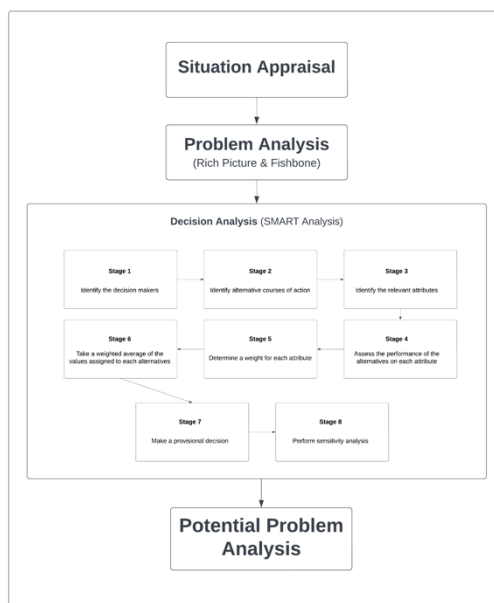 Situation Appraisal
Problem Analysis
(Rich Picture & Fishbone)
Decision Analysis (SMART Analysis)
Stage 1
Identify the decision makers
Stage 2
Identify alternative courses of action
Stage 3
Identify the relevant attributes
Stage 4
Assess the performance of the
alternatives on each attribute
Stage 5
Determine a weight for each attribute
Stage 6
Take a weighted average of the
values assigned to each alternatives
Stage 7
Make a provisional decision
Stage 8
Perform sensitivity analysis
Potential Problem
Analysis